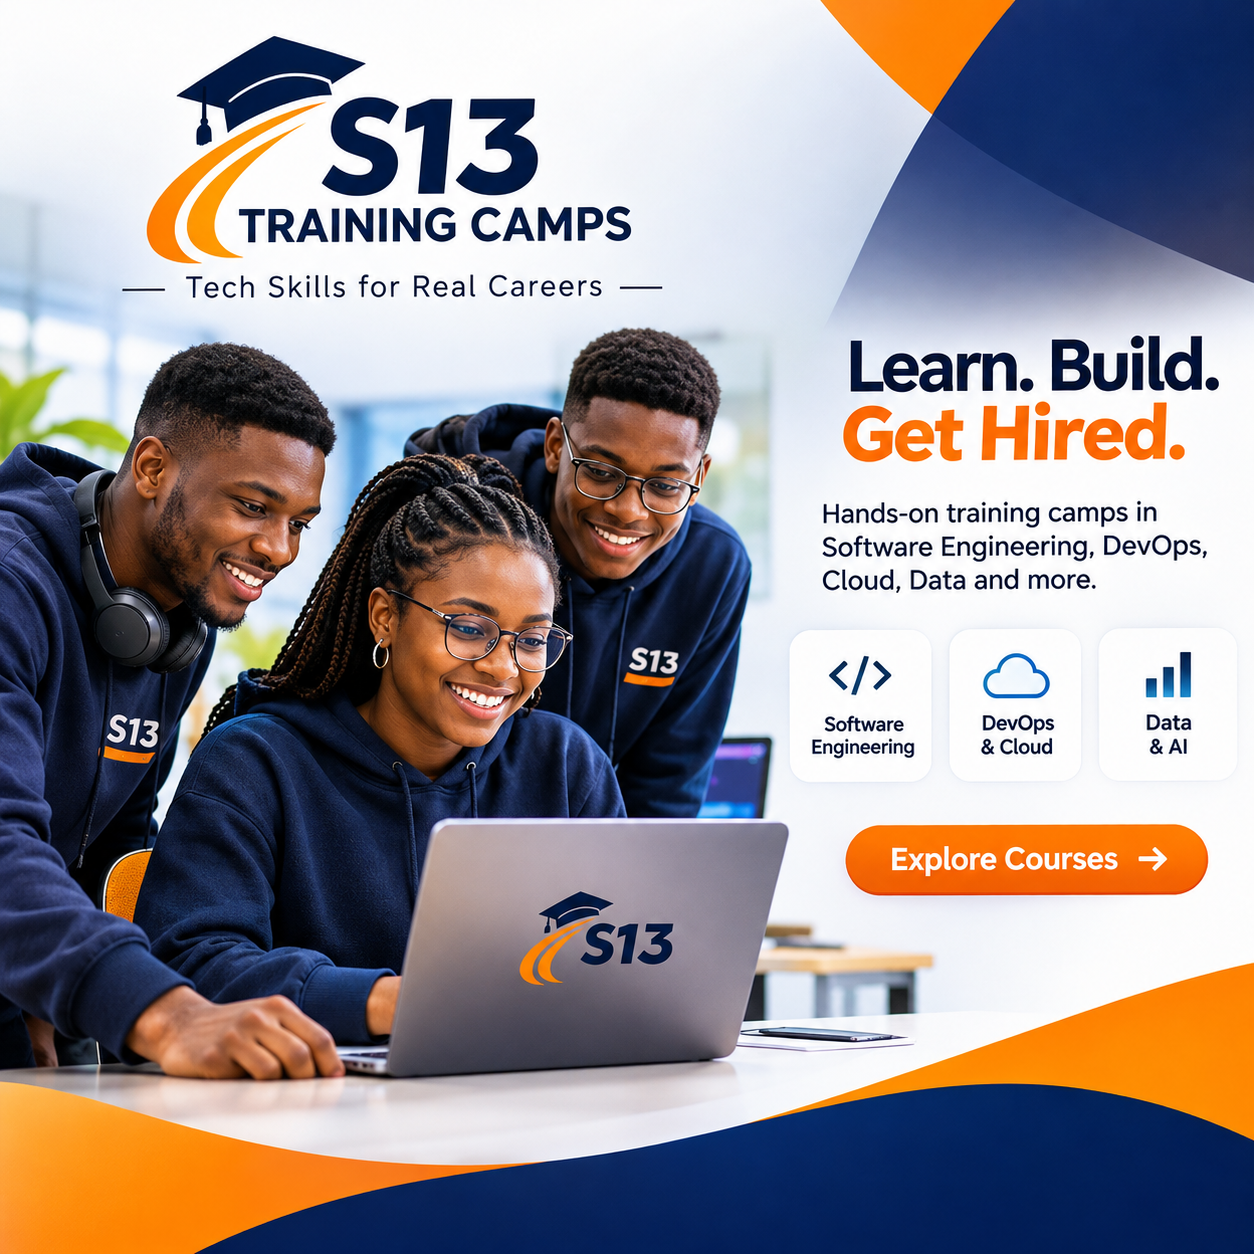 S13
TRAINING CAMPS
Tech Skills for Real Careers
Learn. Build.
Get Hired.
Hands-on training camps in
Software Engineering, DevOps,
Cloud, Data and more.
</>
Software
Engineering
DevOps
& Cloud
Data
& AI
Explore Courses →
S13
S13
S13